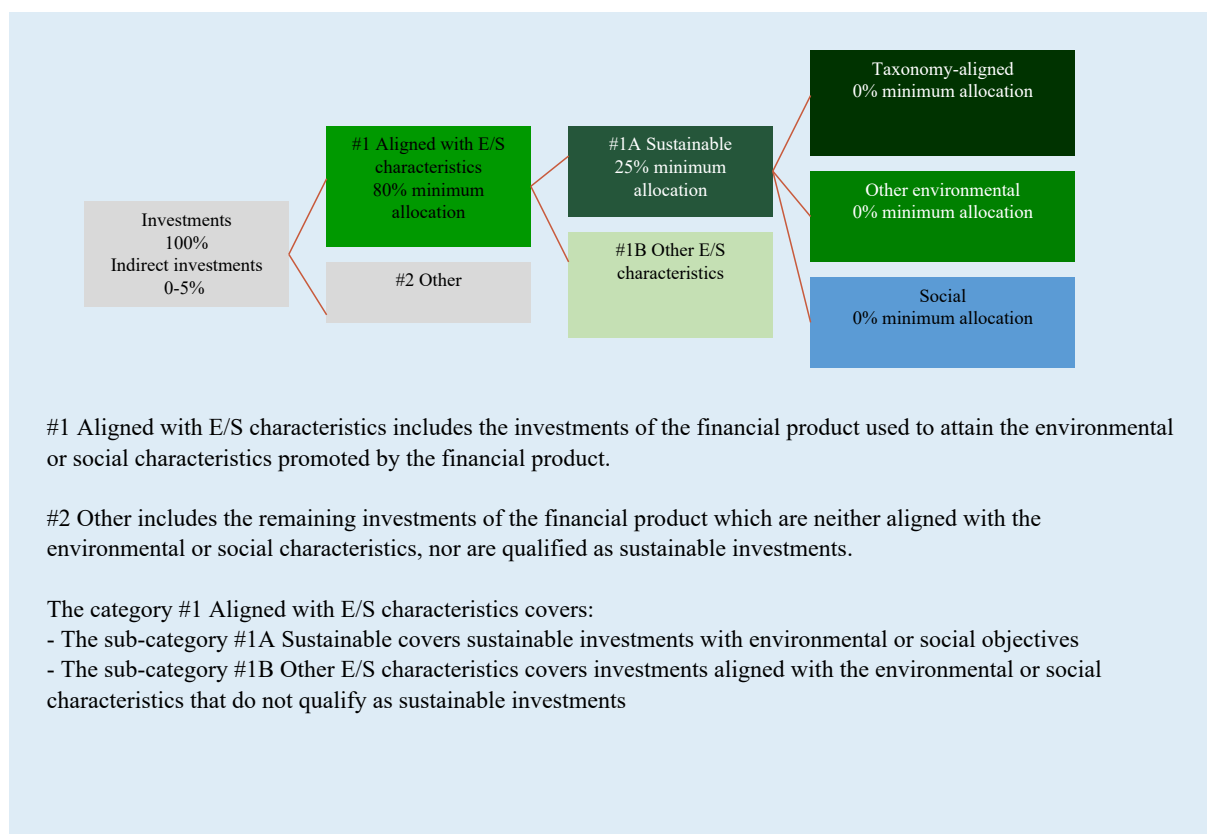 Investments
100%
Indirect investments
0-5%
#1 Aligned with E/S
characteristics
80% minimum
allocation
#2 Other
#1A Sustainable
25% minimum
allocation
#1B Other E/S
characteristics
Taxonomy-aligned
0% minimum allocation
Other environmental
0% minimum allocation
Social
0% minimum allocation
#1 Aligned with E/S characteristics includes the investments of the financial product used to attain the environmental
or social characteristics promoted by the financial product.
#2 Other includes the remaining investments of the financial product which are neither aligned with the
environmental or social characteristics, nor are qualified as sustainable investments.
The category #1 Aligned with E/S characteristics covers:
- The sub-category #1A Sustainable covers sustainable investments with environmental or social objectives
- The sub-category #1B Other E/S characteristics covers investments aligned with the environmental or social
characteristics that do not qualify as sustainable investments